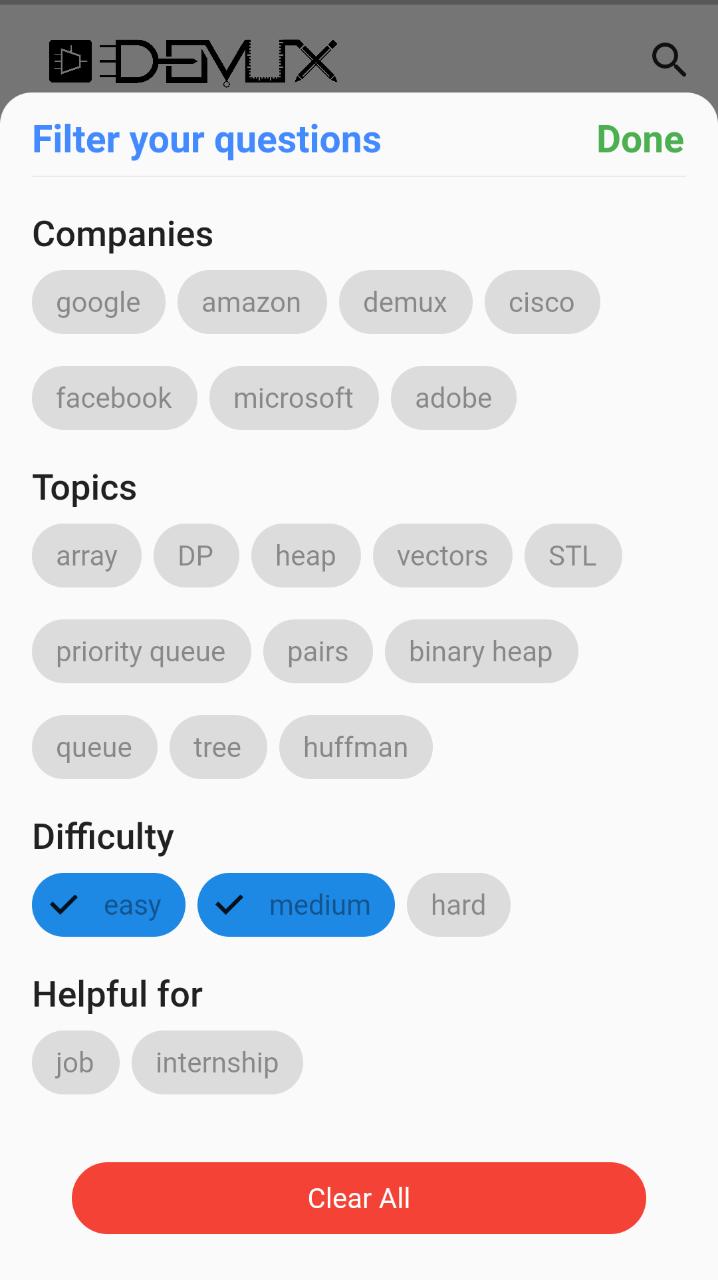 DEMUX
Filter your questions Done
Companies
google amazon demux cisco
facebook microsoft adobe
Topics
array DP heap vectors STL
priority queue pairs binary heap
queue tree huffman
Difficulty
easy medium hard
Helpful for
job internship
Clear All